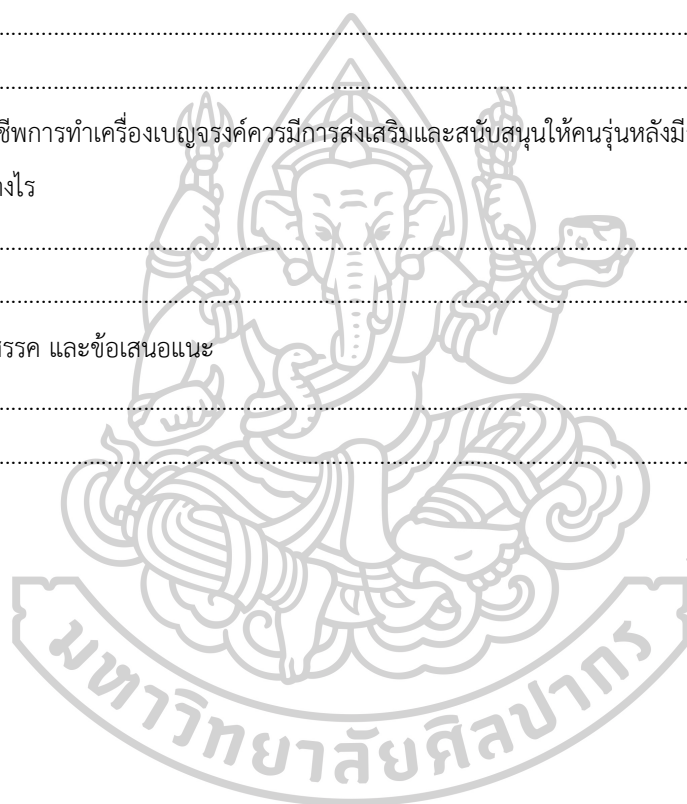 ชีพการทำเครื่องเบญจรงค์ควรมีการส่งเสริมและสนับสนุนให้คนรุ่นหลังมี
งไร
สรรค และข้อเสนอแนะ
มหาวิทยาลัยศิลปากร